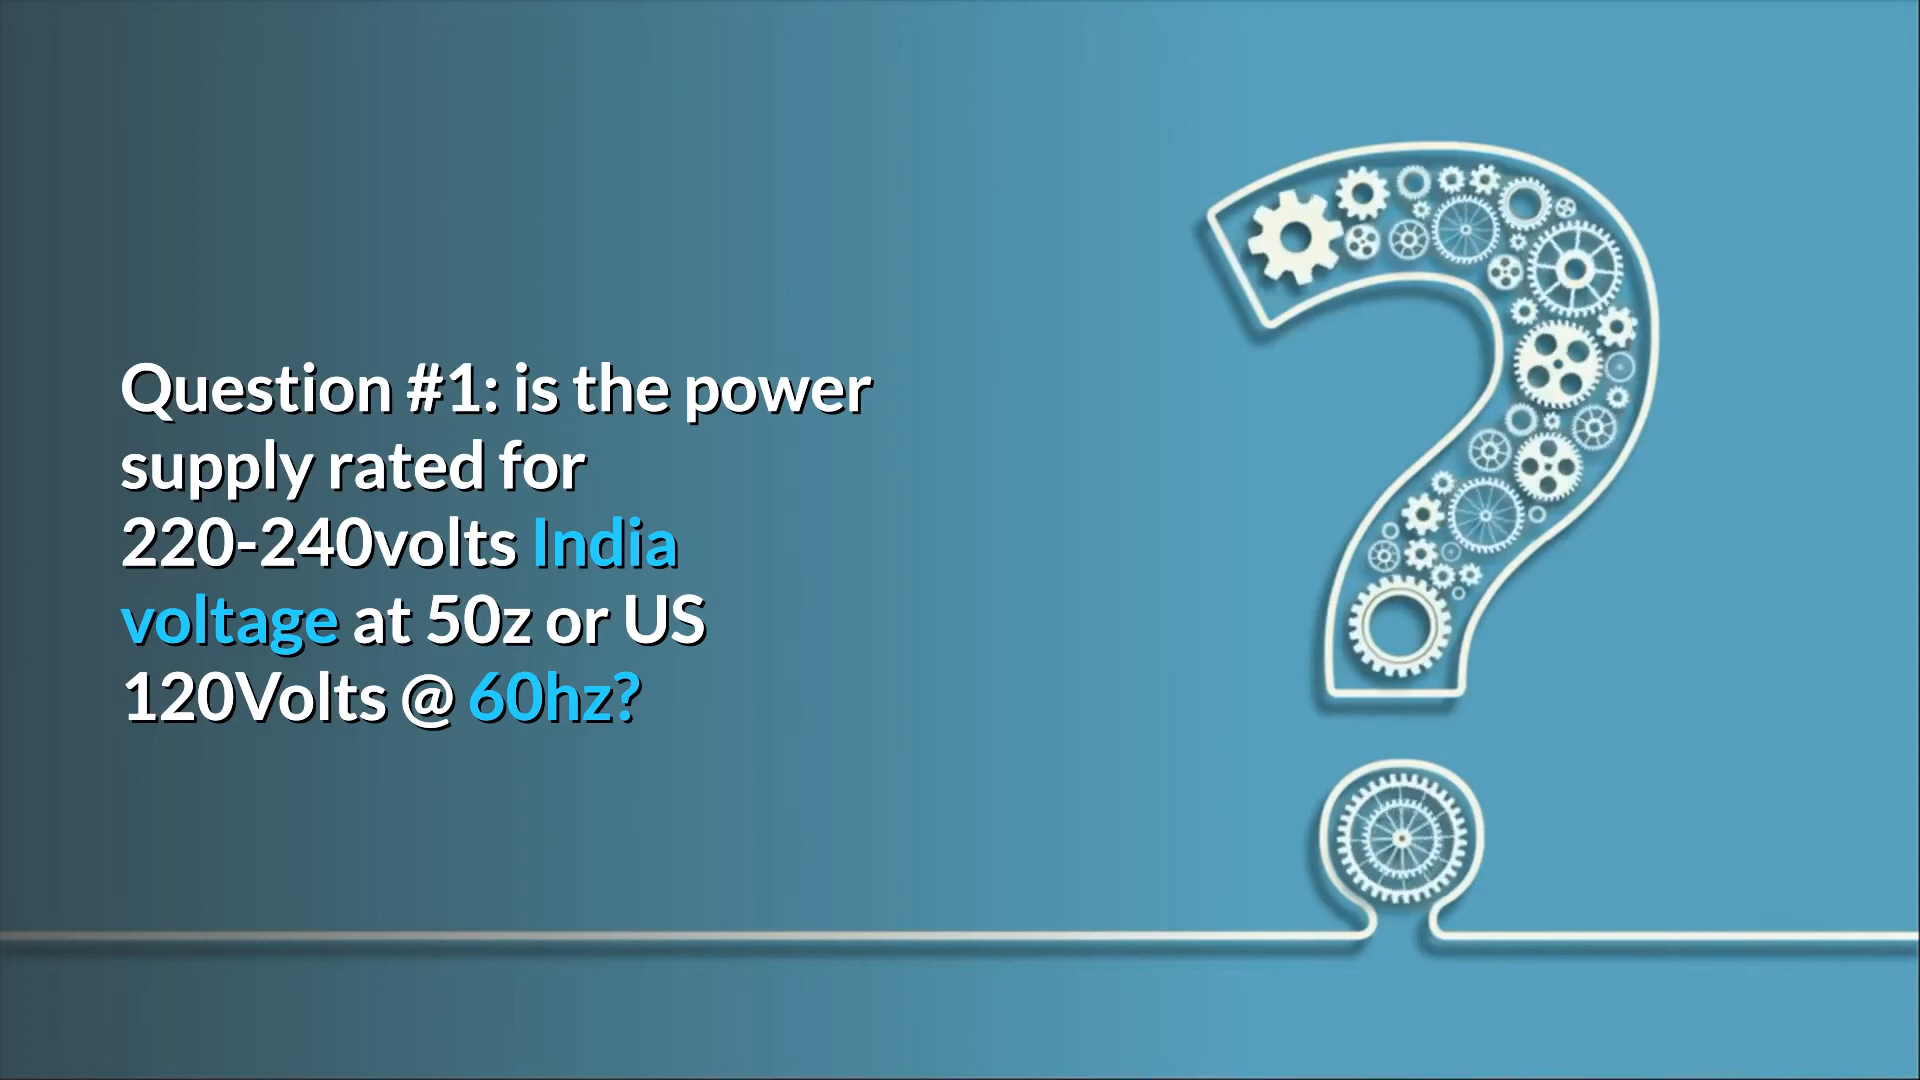 Question #1: is the power
supply rated for
220-240volts India
voltage at 50z or US
120Volts @ 60hz?